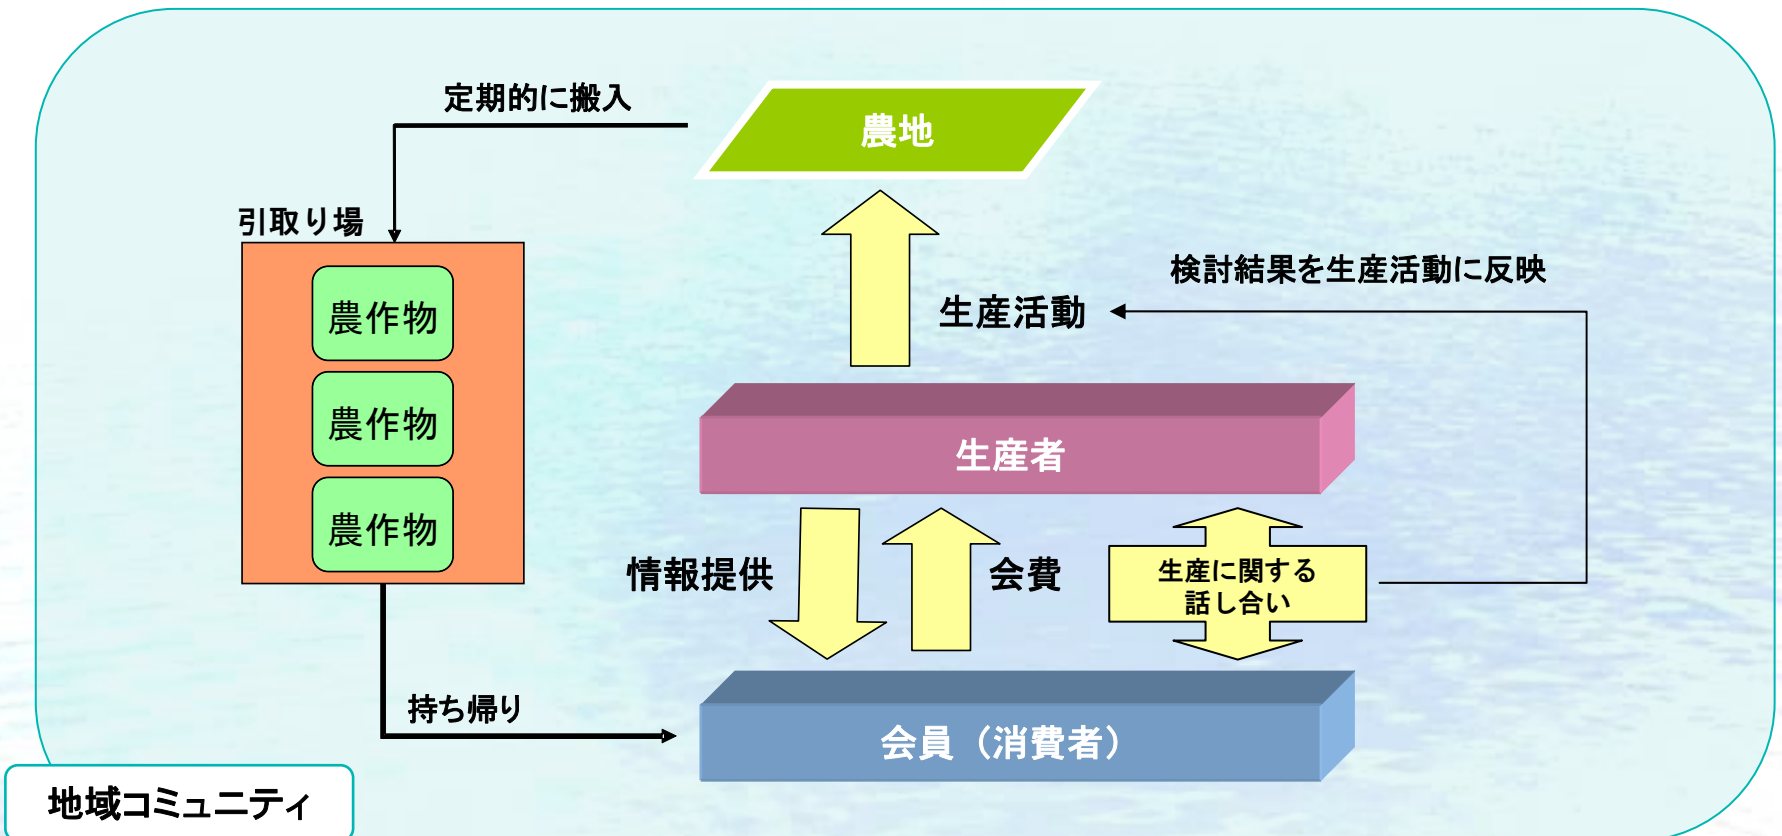 定期的に搬入
農地
引取り場
検討結果を生産活動に反映
農作物
生産活動
農作物
生産者
農作物
情報提供
会費
生産に関する
話し合い
持ち帰り
会員（消費者）
地域コミュニティ